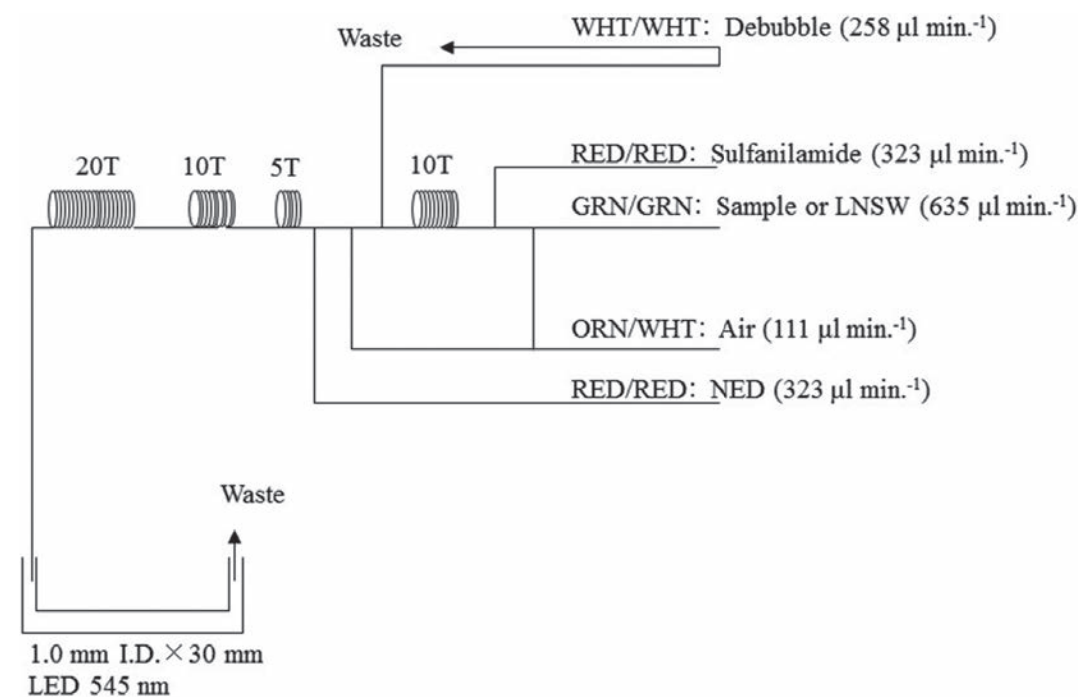 WHT/WHT: Debubble (258 μl min.⁻¹)
Waste
RED/RED: Sulfanilamide (323 μl min.⁻¹)
20T 10T 5T 10T
GRN/GRN: Sample or LNSW (635 μl min.⁻¹)
ORN/WHT: Air (111 μl min.⁻¹)
RED/RED: NED (323 μl min.⁻¹)
Waste
1.0 mm I.D.×30 mm
LED 545 nm